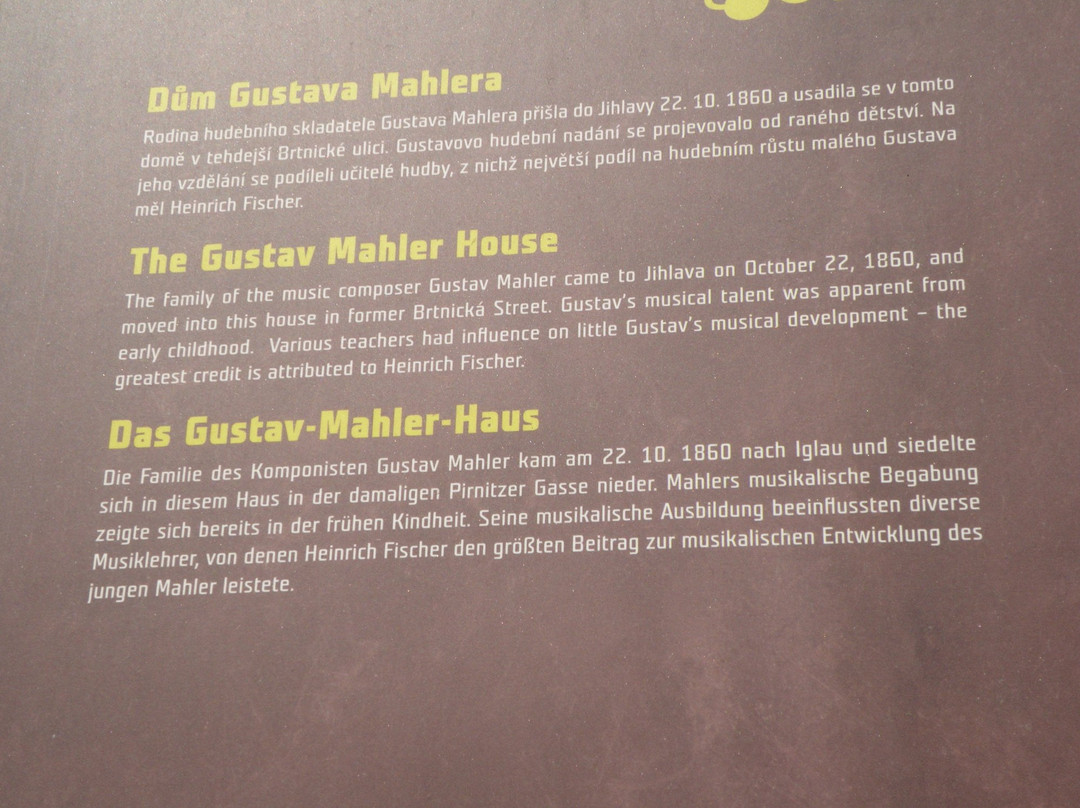 Dům Gustava Mahlera
Rodina hudebního skladatele Gustava Mahlera přišla do Jihlavy 22. 10. 1860 a usadila se v tomto
domě v tehdejší Brtnické ulici. Gustavovo hudební nadání se projevovalo od raného dětství. Na
jeho vzdělání se podíleli učitelé hudby, z nichž největší podíl na hudebním růstu malého Gustava
měl Heinrich Fischer.
The Gustav Mahler House
The family of the music composer Gustav Mahler came to Jihlava on October 22, 1860, and
moved into this house in former Brtnická Street. Gustav's musical talent was apparent from
early childhood. Various teachers had influence on little Gustav's musical development – the
greatest credit is attributed to Heinrich Fischer.
Das Gustav-Mahler-Haus
Die Familie des Komponisten Gustav Mahler kam am 22. 10. 1860 nach Iglau und siedelte
sich in diesem Haus in der damaligen Pirnitzer Gasse nieder. Mahlers musikalische Begabung
zeigte sich bereits in der frühen Kindheit. Seine musikalische Ausbildung beeinflussten diverse
Musiklehrer, von denen Heinrich Fischer den größten Beitrag zur musikalischen Entwicklung des
jungen Mahler leistete.